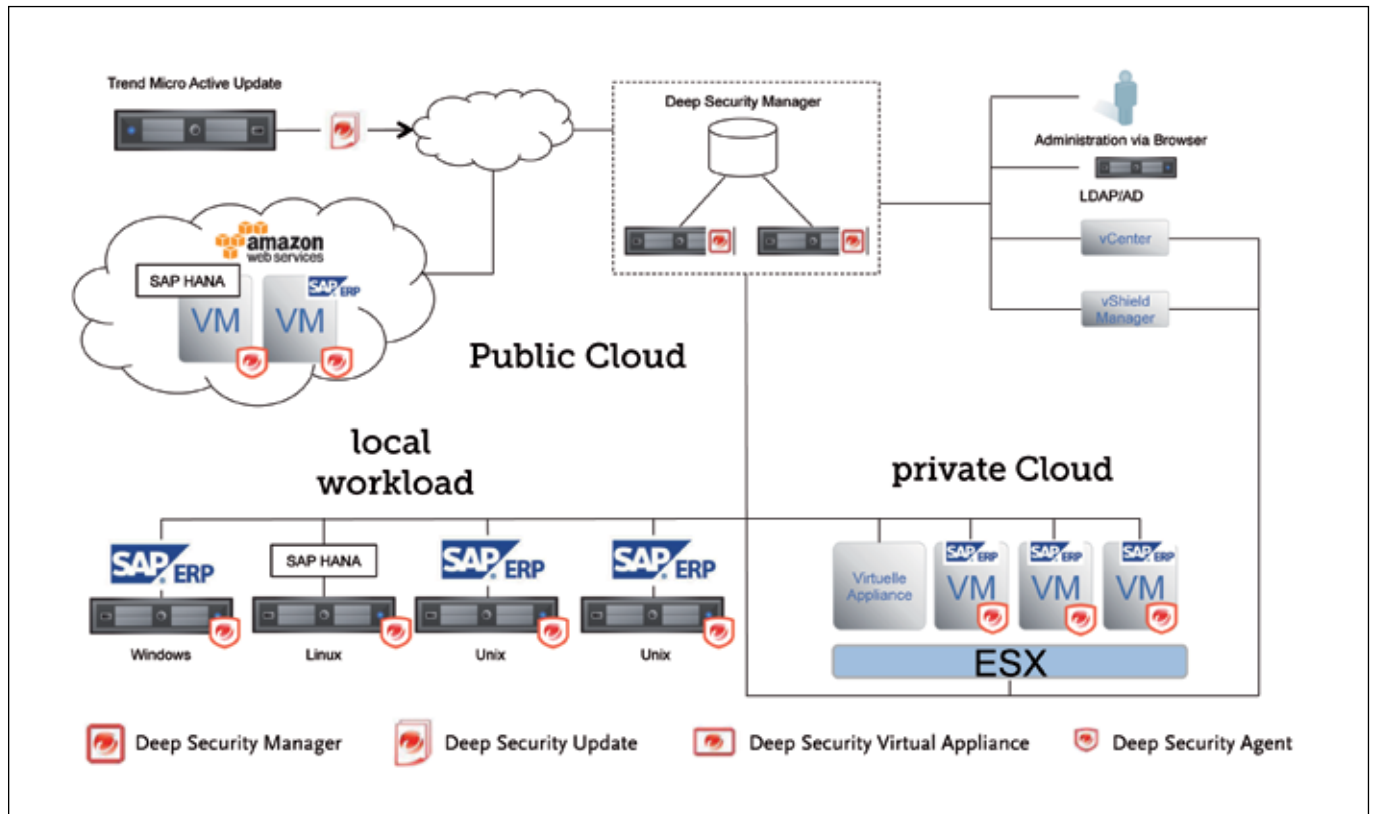 Trend Micro Active Update
Deep Security Manager
Administration via Browser
LDAP/AD
vCenter
vShield
Manager
amazon
web services
SAP HANA
SAP ERP
VM
VM
Public Cloud
local
workload
private Cloud
SAP ERP
SAP HANA
SAP ERP
SAP ERP
Windows
Linux
Unix
Unix
Virtuelle
Appliance
SAP ERP
VM
SAP ERP
VM
SAP ERP
VM
ESX
Deep Security Manager
Deep Security Update
Deep Security Virtual Appliance
Deep Security Agent